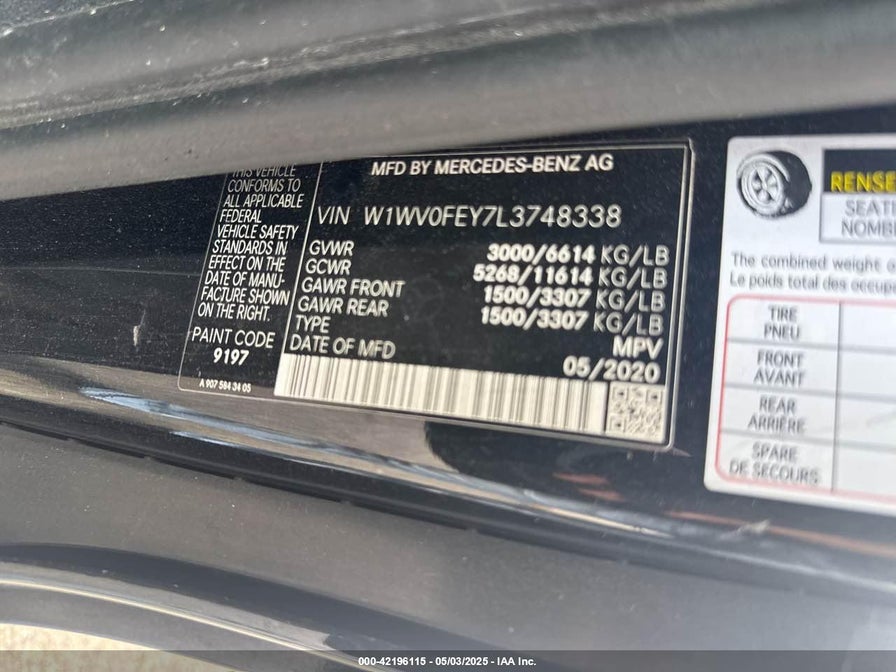 THIS VEHICLE
CONFORMS TO
ALL APPLICABLE
FEDERAL
VEHICLE SAFETY
STANDARDS IN
EFFECT ON THE
DATE OF MANU-
FACTURE SHOWN
ON THE RIGHT.
PAINT CODE
9197
A 907 584 34 05
MFD BY MERCEDES-BENZ AG
VIN W1WV0FEY7L3748338
GVWR 3000/6614 KG/LB
GCWR 5268/11614 KG/LB
GAWR FRONT 1500/3307 KG/LB
GAWR REAR 1500/3307 KG/LB
TYPE MPV
DATE OF MFD 05/2020
RENSE
SEATI
NOMB
The combined weight o
Le poids total des occup
TIRE
PNEU
FRONT
AVANT
REAR
ARRIÈRE
SPARE
DE SECOURS
000-42196115 - 05/03/2025 - IAA Inc.